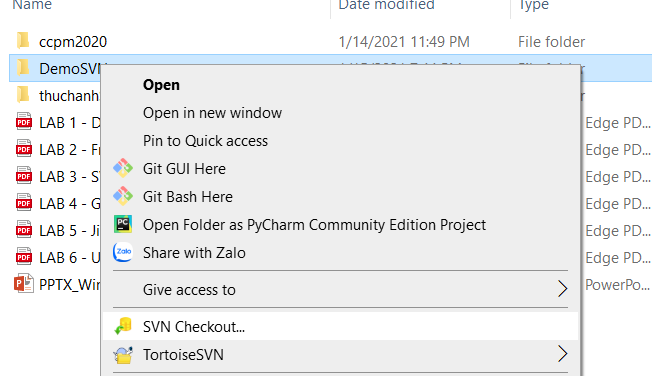 Name Date modified Type
ccpm2020 1/14/2021 11:49 PM File folder
DemoSVN
thuchanh
LAB 1 - D Edge PD...
LAB 2 - Fr Edge PD...
LAB 3 - S Edge PD...
LAB 4 - G Edge PD...
LAB 5 - Ji Edge PD...
LAB 6 - U Edge PD...
PPTX_Win PowerPo...
Open
Open in new window
Pin to Quick access
Git GUI Here
Git Bash Here
Open Folder as PyCharm Community Edition Project
Zalo Share with Zalo
Give access to
SVN Checkout...
TortoiseSVN